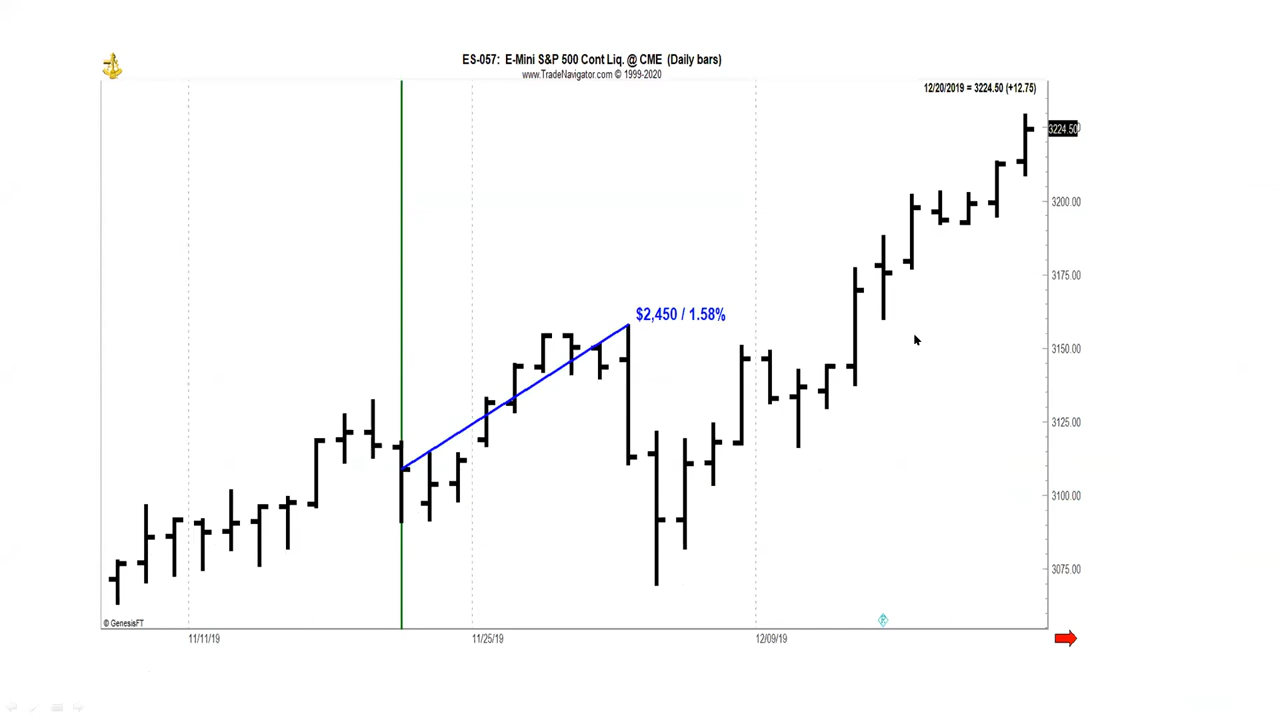 ES-057: E-Mini S&P 500 Cont Liq. @ CME (Daily bars)
www.TradeNavigator.com © 1999-2020
12/20/2019 = 3224.50 (+12.75)
3224.50
3200.00
3175.00
$2,450 / 1.58%
3150.00
3125.00
3100.00
3075.00
© GenesisFT
11/11/19
11/25/19
12/09/19